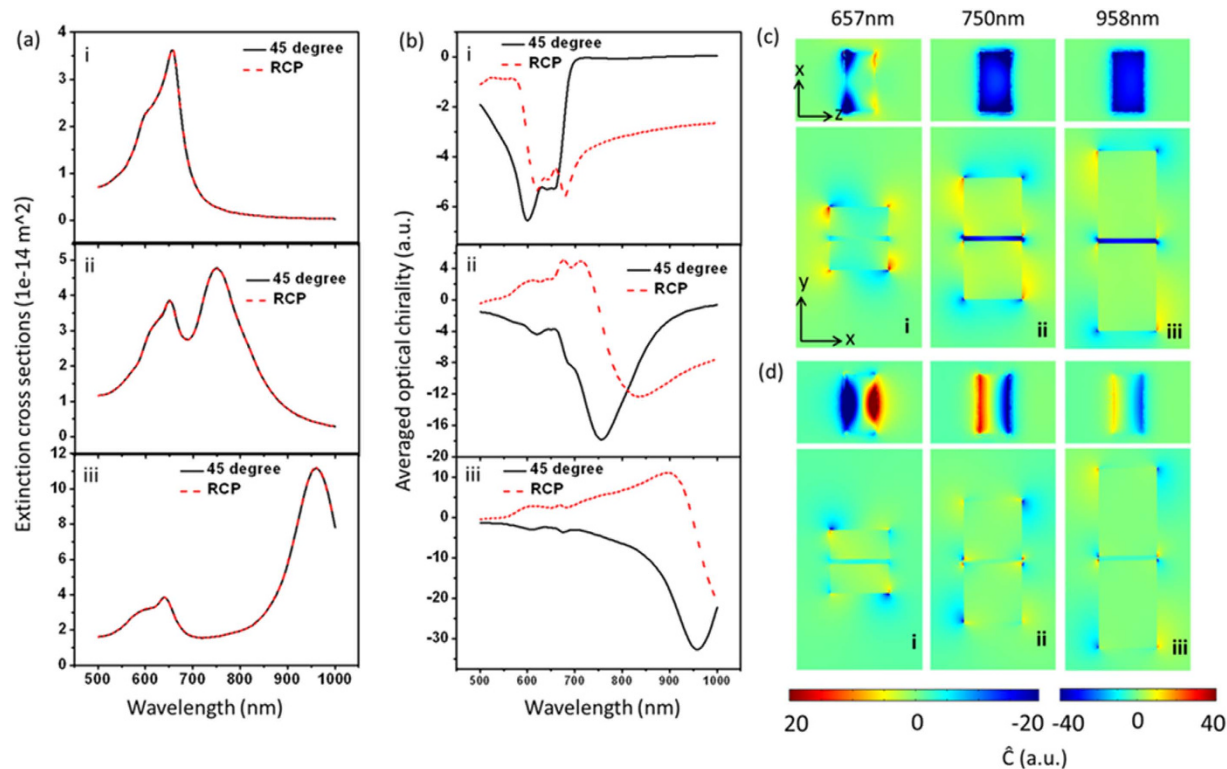 (a)
i
45 degree
RCP
4
3
2
1
0
ii
45 degree
RCP
5
4
3
2
1
0
iii
45 degree
RCP
12
10
8
6
4
2
0
500 600 700 800 900 1000
Wavelength (nm)
Extinction cross sections (1e-14 m^2)
(b)
i
45 degree
RCP
0
-2
-4
-6
ii
45 degree
RCP
4
0
-4
-8
-12
-16
-20
iii
45 degree
RCP
10
0
-10
-20
-30
500 600 700 800 900 1000
Wavelength (nm)
Averaged optical chirality (a.u.)
657nm 750nm 958nm
(c)
x
z
y
x
i
ii
iii
(d)
i
ii
iii
20 0 -20
-40 0 40
Ĉ (a.u.)